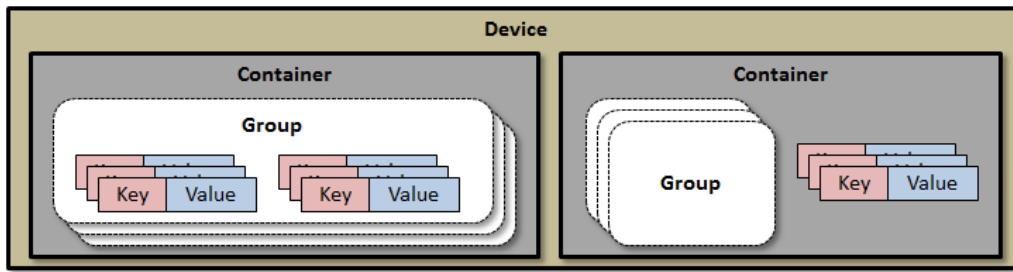 Device
Container
Group
Key Value
Key Value
Container
Group
Key Value